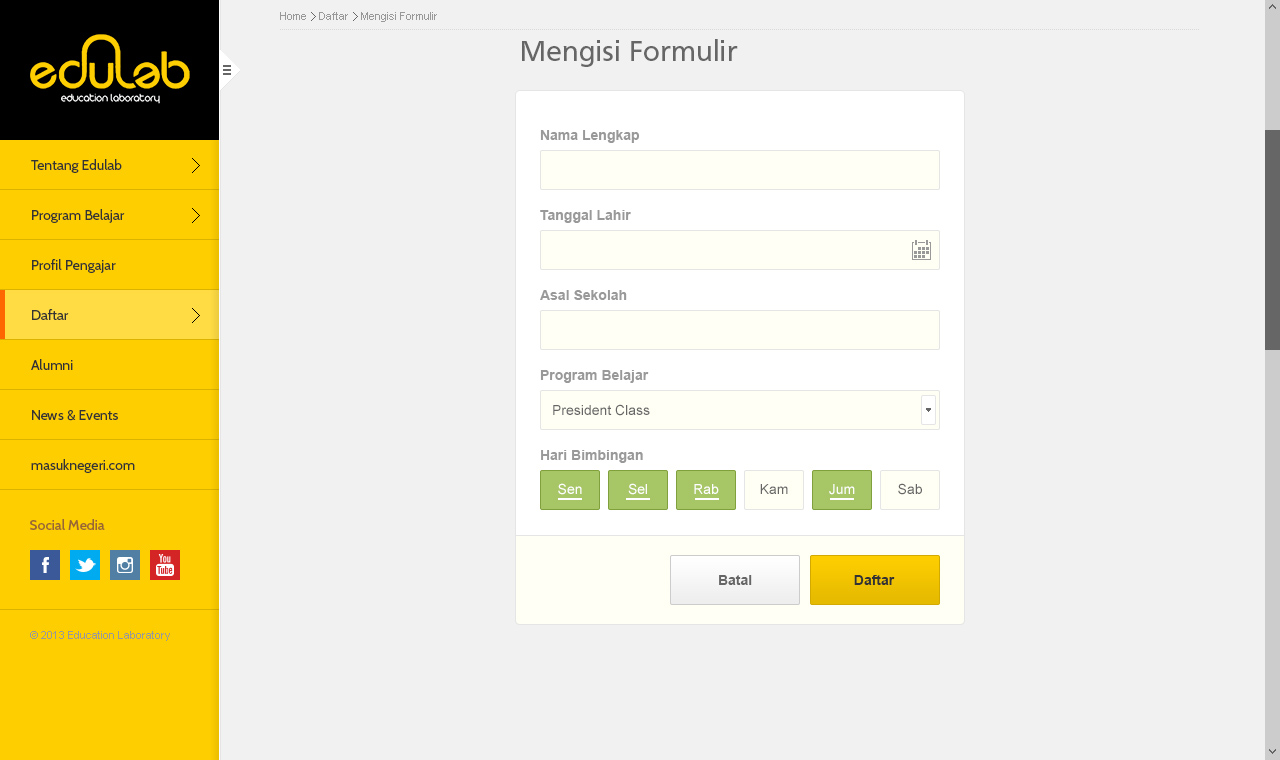 edulab
education laboratory
Tentang Edulab
Program Belajar
Profil Pengajar
Daftar
Alumni
News & Events
masuknegeri.com
Social Media
f
You
Tube
© 2013 Education Laboratory
Home > Daftar > Mengisi Formulir
Mengisi Formulir
Nama Lengkap
Tanggal Lahir
Asal Sekolah
Program Belajar
President Class
Hari Bimbingan
Sen Sel Rab Kam Jum Sab
Batal Daftar